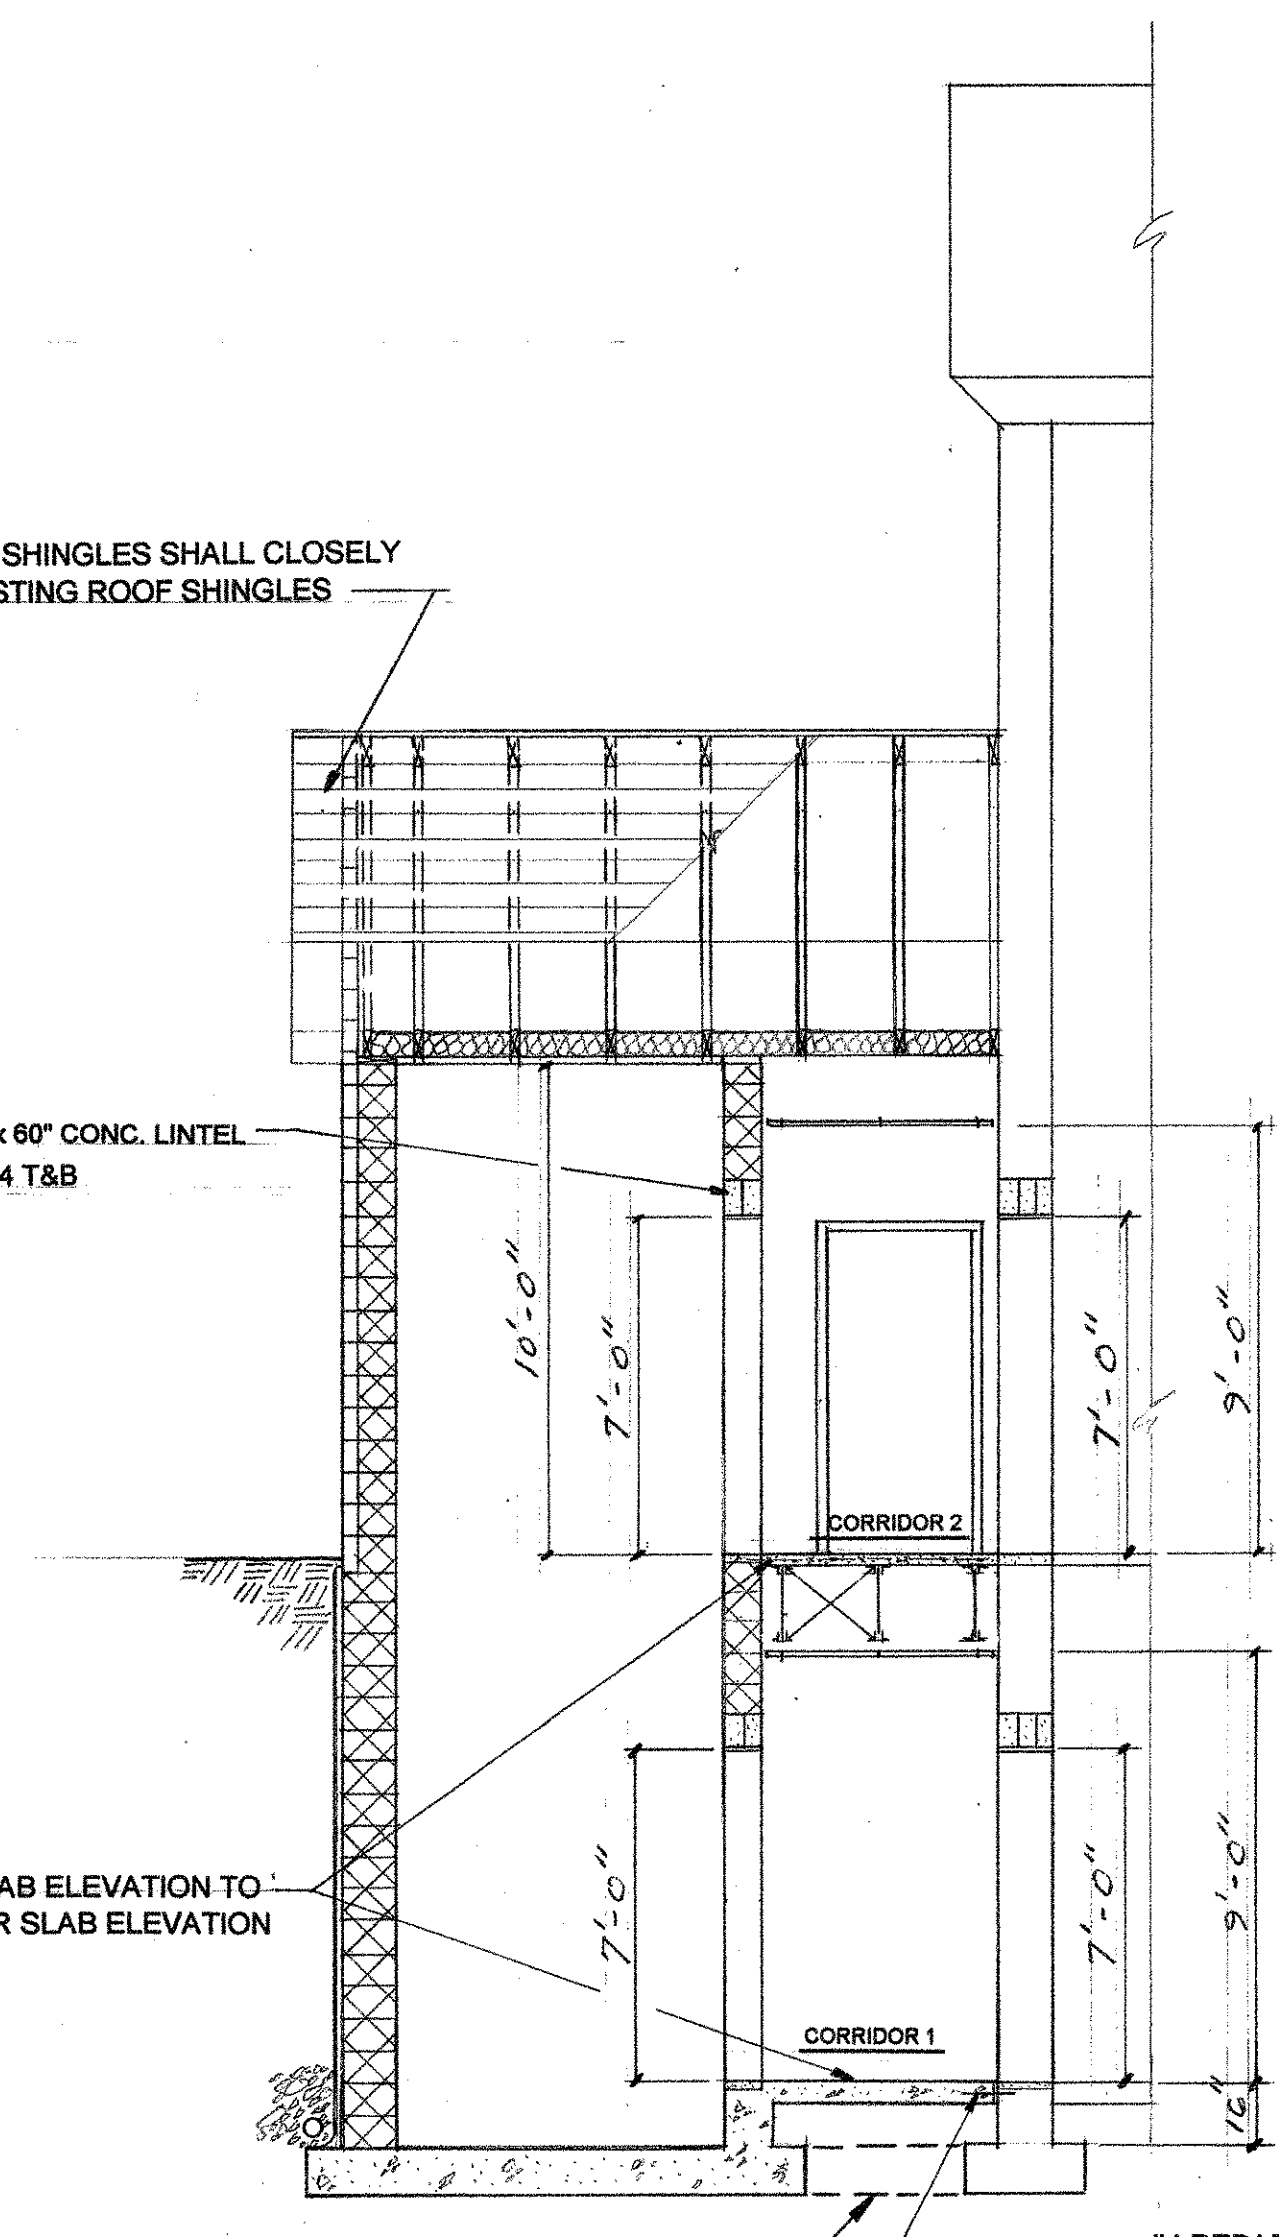 SHINGLES SHALL CLOSELY
STING ROOF SHINGLES
x 60" CONC. LINTEL
4 T&B
10'-0"
7'-0"
7'-0"
9'-0"
CORRIDOR 2
AB ELEVATION TO
R SLAB ELEVATION
7'-0"
7'-0"
9'-0"
CORRIDOR 1
16"